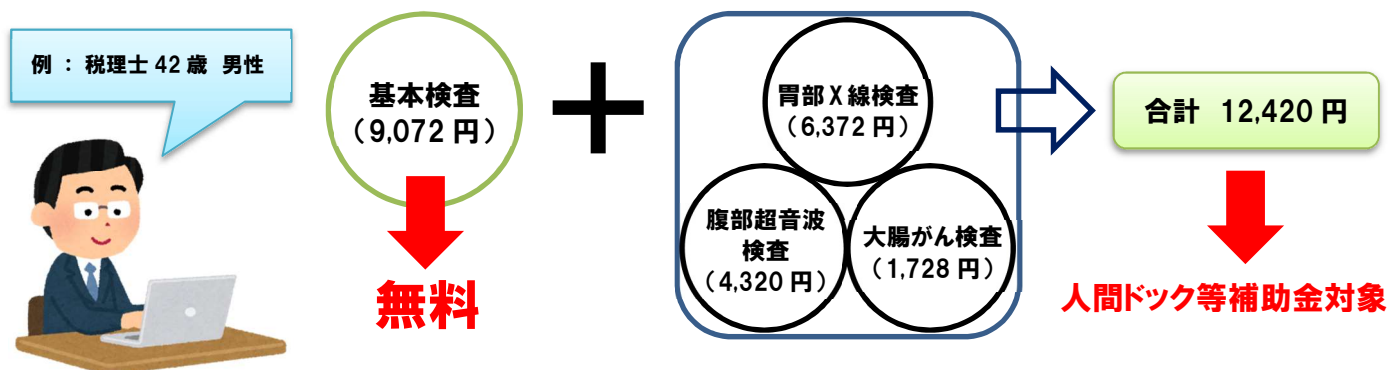 例 : 税理士 42 歳 男性
基本検査
(9,072 円)
無料
胃部 X 線検査
(6,372 円)
腹部超音波
検査
(4,320 円)
大腸がん検査
(1,728 円)
合計 12,420 円
人間ドック等補助金対象